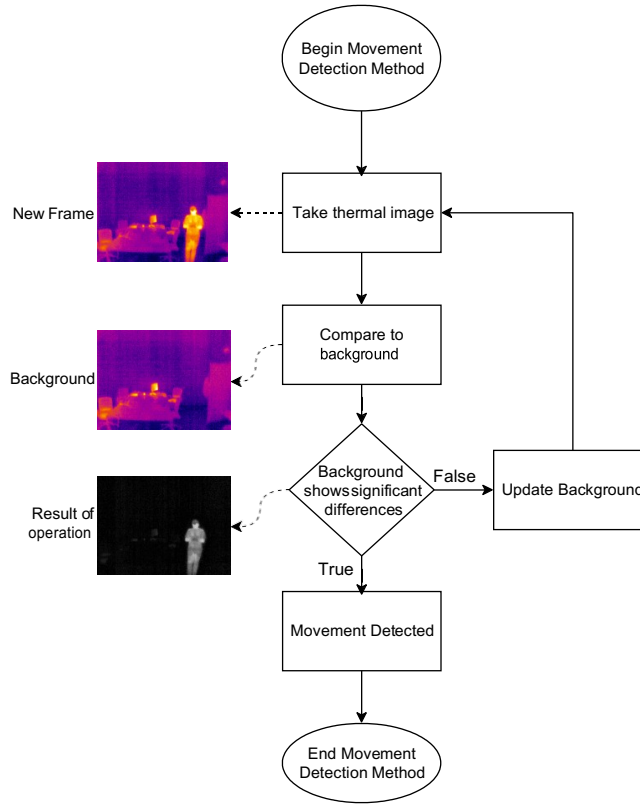 Begin Movement
Detection Method
New Frame
Take thermal image
Background
Compare to
background
Result of
operation
Background
shows significant
differences
False
Update Background
True
Movement Detected
End Movement
Detection Method